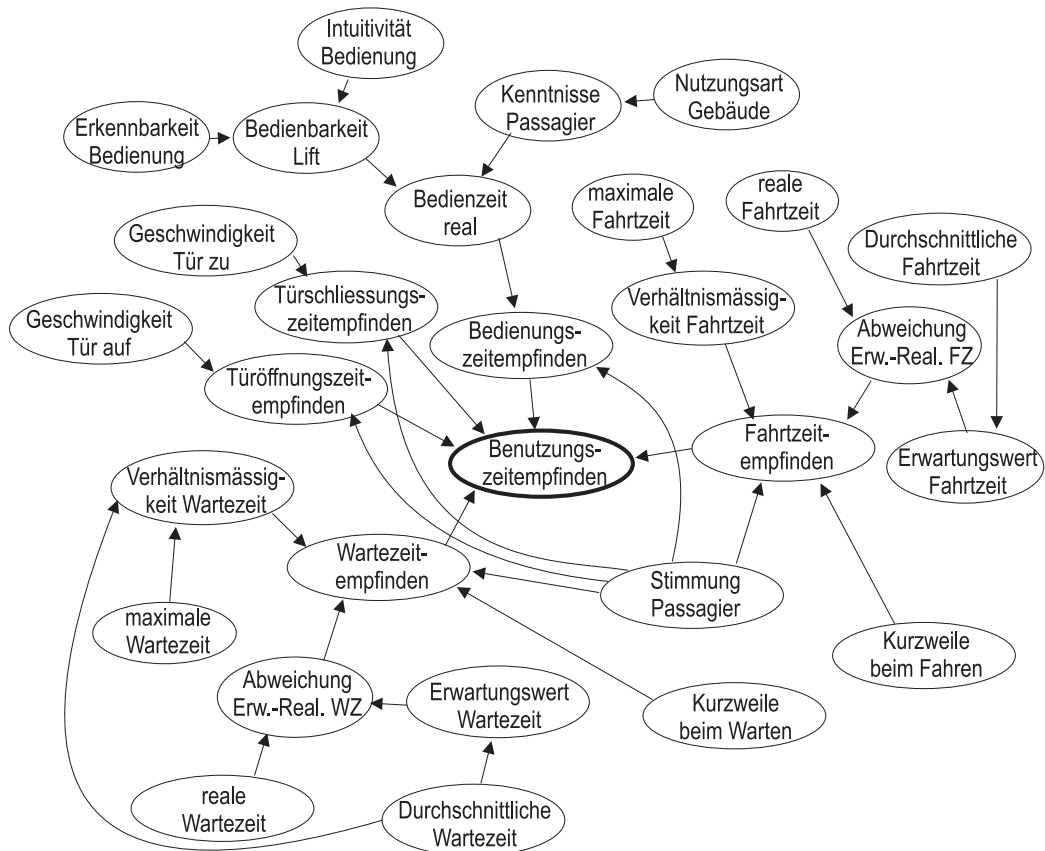 Intuitivität
Bedienung
Kenntnisse
Passagier
Nutzungsart
Gebäude
Erkennbarkeit
Bedienung
Bedienbarkeit
Lift
Bedienzeit
real
maximale
Fahrtzeit
reale
Fahrtzeit
Geschwindigkeit
Tür zu
Durchschnittliche
Fahrtzeit
Türschliessungs-
zeitempfinden
Verhältnismässig-
keit Fahrtzeit
Geschwindigkeit
Tür auf
Bedienungs-
zeitempfinden
Abweichung
Erw.-Real. FZ
Türöffnungszeit-
empfinden
Benutzungs-
zeitempfinden
Fahrtzeit-
empfinden
Erwartungswert
Fahrtzeit
Verhältnismässig-
keit Wartezeit
Wartezeit-
empfinden
Stimmung
Passagier
maximale
Wartezeit
Kurzweile
beim Fahren
Abweichung
Erw.-Real. WZ
Erwartungswert
Wartezeit
Kurzweile
beim Warten
reale
Wartezeit
Durchschnittliche
Wartezeit